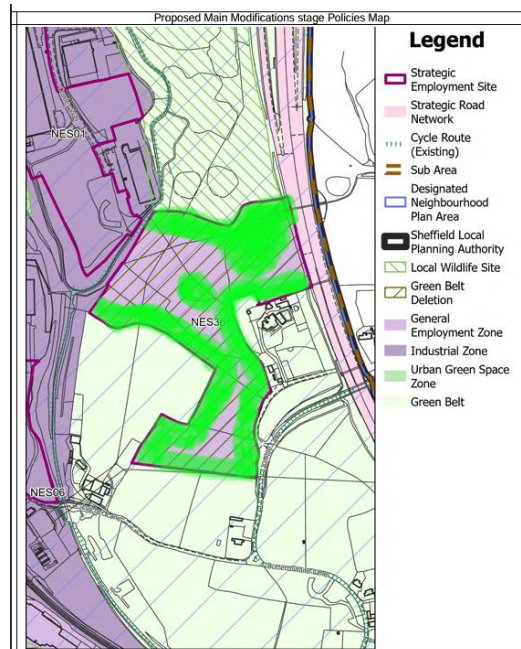 Proposed Main Modifications stage Policies Map
Legend
Strategic
Employment Site
Strategic Road
Network
Cycle Route
(Existing)
Sub Area
Designated
Neighbourhood
Plan Area
Sheffield Local
Planning Authority
Local Wildlife Site
Green Belt
Deletion
General
Employment Zone
Industrial Zone
Urban Green Space
Zone
Green Belt
NES01
NES36
NES06